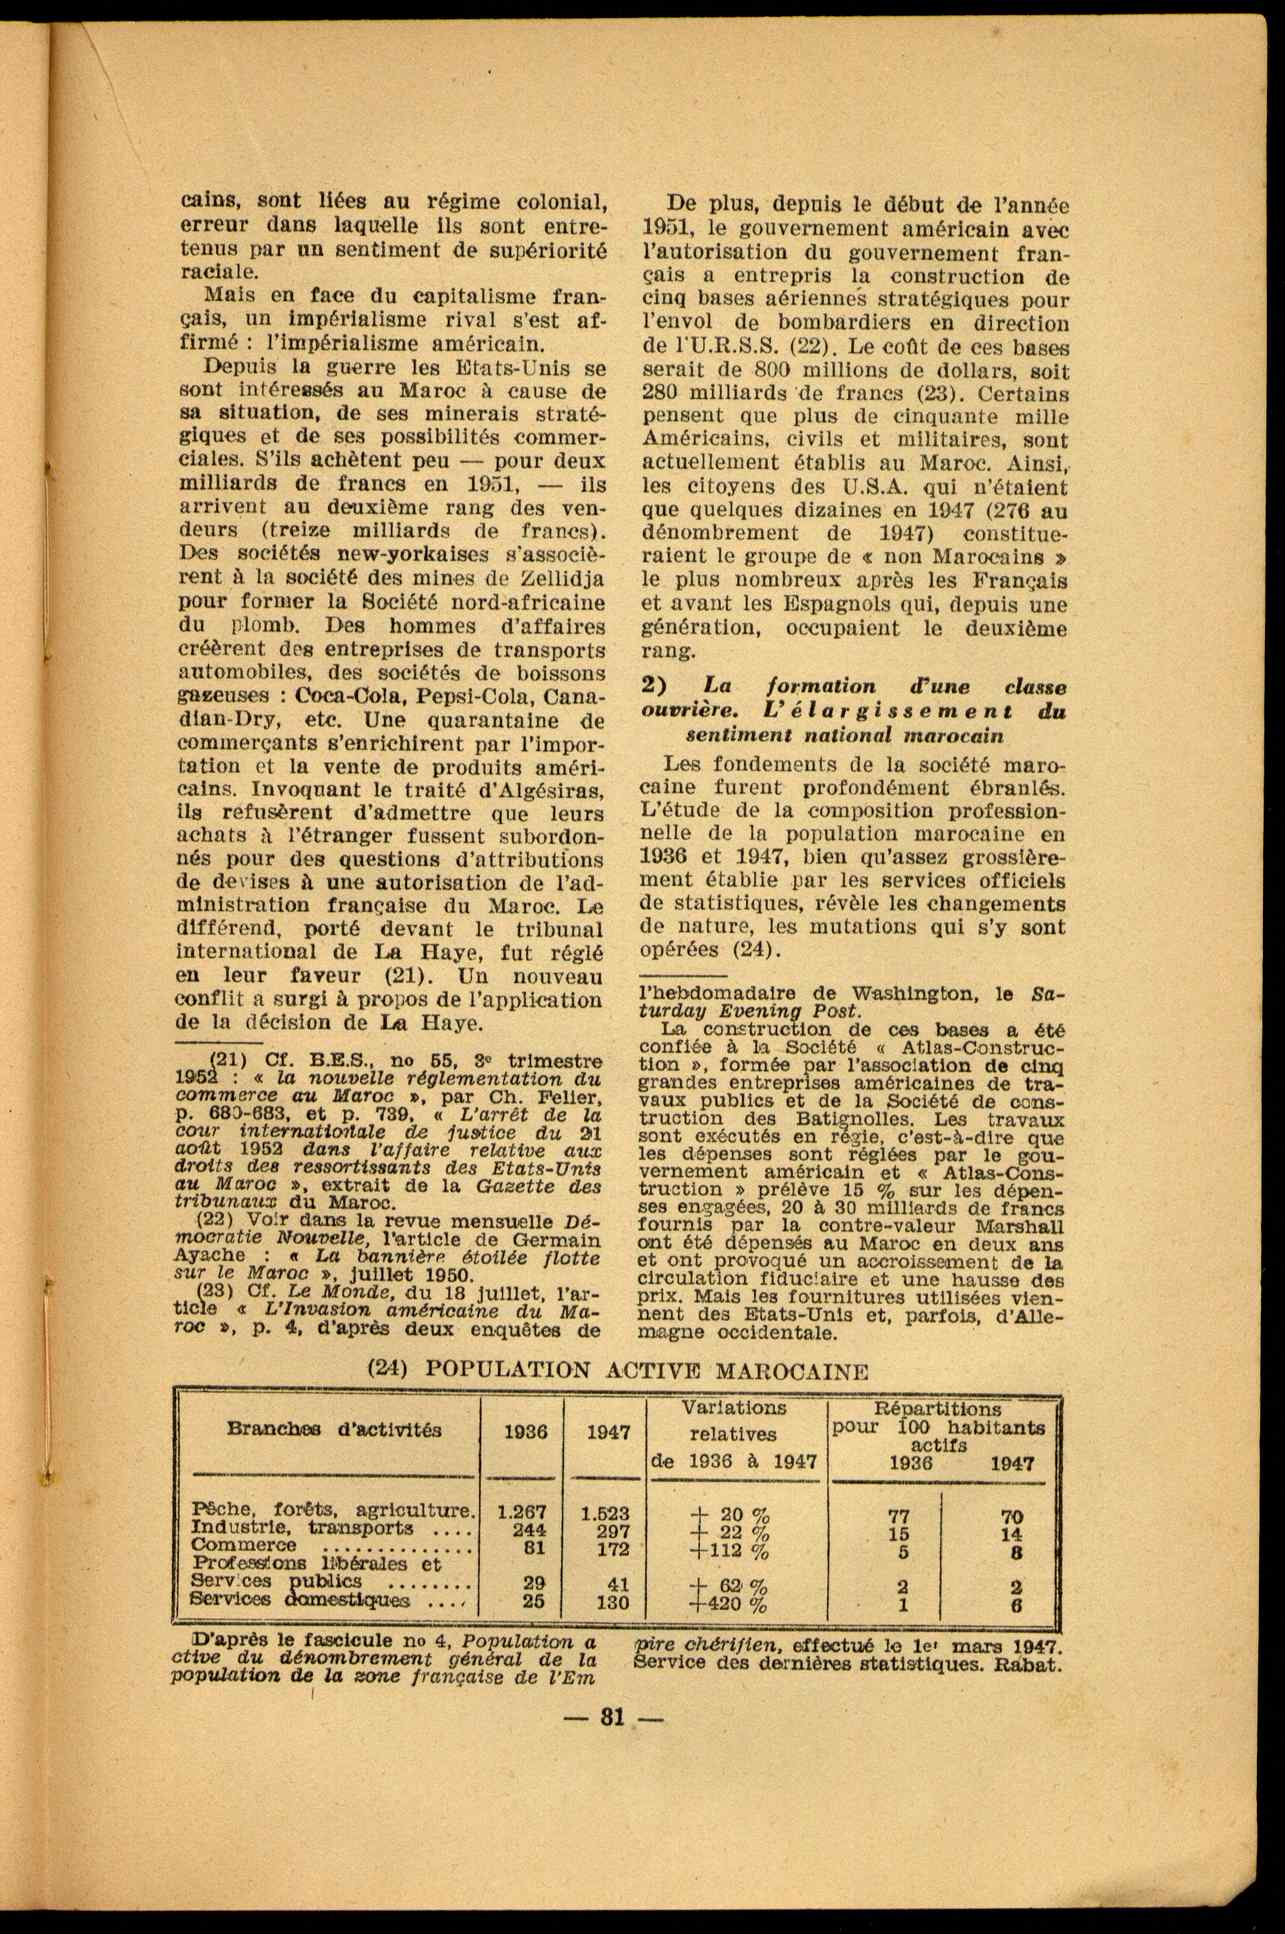 cains, sont liées au régime colonial,
erreur dans laquelle ils sont entre-
tenus par un sentiment de supériorité
raciale.
Mais en face du capitalisme fran-
çais, un impérialisme rival s'est af-
firmé : l'impérialisme américain.
Depuis la guerre les Etats-Unis se
sont intéressés au Maroc à cause de
sa situation, de ses minerais straté-
giques et de ses possibilités commer-
ciales. S'ils achètent peu — pour deux
milliards de francs en 1951, — ils
arrivent au deuxième rang des ven-
deurs (treize milliards de francs).
Des sociétés new-yorkaises s'associè-
rent à la société des mines de Zellidja
pour former la Société nord-africaine
du plomb. Des hommes d'affaires
créèrent des entreprises de transports
automobiles, des sociétés de boissons
gazeuses : Coca-Cola, Pepsi-Cola, Cana-
dian-Dry, etc. Une quarantaine de
commerçants s'enrichirent par l'impor-
tation et la vente de produits améri-
cains. Invoquant le traité d'Algésiras,
ils refusèrent d'admettre que leurs
achats à l'étranger fussent subordon-
nés pour des questions d'attributions
de devises à une autorisation de l'ad-
ministration française du Maroc. Le
différend, porté devant le tribunal
international de La Haye, fut réglé
en leur faveur (21). Un nouveau
conflit a surgi à propos de l'application
de la décision de La Haye.
(21) Cf. B.E.S., no 55, 3e trimestre
1952 : « la nouvelle réglementation du
commerce au Maroc », par Ch. Felier,
p. 680-683, et p. 739, « L'arrêt de la
cour internationale de justice du 21
août 1952 dans l'affaire relative aux
droits des ressortissants des Etats-Unis
au Maroc », extrait de la Gazette des
tribunaux du Maroc.
(22) Voir dans la revue mensuelle Dé-
mocratie Nouvelle, l'article de Germain
Ayache : « La bannière étoilée flotte
sur le Maroc », juillet 1950.
(23) Cf. Le Monde, du 18 juillet, l'ar-
ticle « L'Invasion américaine du Ma-
roc », p. 4, d'après deux enquêtes de
De plus, depuis le début de l'année
1951, le gouvernement américain avec
l'autorisation du gouvernement fran-
çais a entrepris la construction de
cinq bases aériennes stratégiques pour
l'envol de bombardiers en direction
de l'U.R.S.S. (22). Le coût de ces bases
serait de 800 millions de dollars, soit
280 milliards de francs (23). Certains
pensent que plus de cinquante mille
Américains, civils et militaires, sont
actuellement établis au Maroc. Ainsi,
les citoyens des U.S.A. qui n'étaient
que quelques dizaines en 1947 (276 au
dénombrement de 1947) constitue-
raient le groupe de « non Marocains »
le plus nombreux après les Français
et avant les Espagnols qui, depuis une
génération, occupaient le deuxième
rang.
2) La formation d'une classe
ouvrière. L'élargissement du
sentiment national marocain
Les fondements de la société maro-
caine furent profondément ébranlés.
L'étude de la composition profession-
nelle de la population marocaine en
1936 et 1947, bien qu'assez grossière-
ment établie par les services officiels
de statistiques, révèle les changements
de nature, les mutations qui s'y sont
opérées (24).
l'hebdomadaire de Washington, le Sa-
turday Evening Post.
La construction de ces bases a été
confiée à la Société « Atlas-Construc-
tion », formée par l'association de cinq
grandes entreprises américaines de tra-
vaux publics et de la Société de cons-
truction des Batignolles. Les travaux
sont exécutés en régie, c'est-à-dire que
les dépenses sont réglées par le gou-
vernement américain et « Atlas-Cons-
truction » prélève 15 % sur les dépen-
ses engagées, 20 à 30 milliards de francs
fournis par la contre-valeur Marshall
ont été dépensés au Maroc en deux ans
et ont provoqué un accroissement de la
circulation fiduciaire et une hausse des
prix. Mais les fournitures utilisées vien-
nent des Etats-Unis et, parfois, d'Alle-
magne occidentale.
(24) POPULATION ACTIVE MAROCAINE
Branches d'activités 1936 1947 Variations relatives de 1936 à 1947 Répartitions pour 100 habitants actifs 1936 1947
Pêche, forêts, agriculture. 1.267 1.523 + 20 % 77 70
Industrie, transports .... 244 297 + 22 % 15 14
Commerce .............. 81 172 +112 % 5 8
Professions libérales et
Services publics ........ 29 41 + 62 % 2 2
Services domestiques .... 25 130 +420 % 1 6
D'après le fascicule no 4, Population a
ctive du dénombrement général de la
population de la zone française de l'Em
pire chérifien, effectué le 1er mars 1947.
Service des dernières statistiques. Rabat.
— 81 —